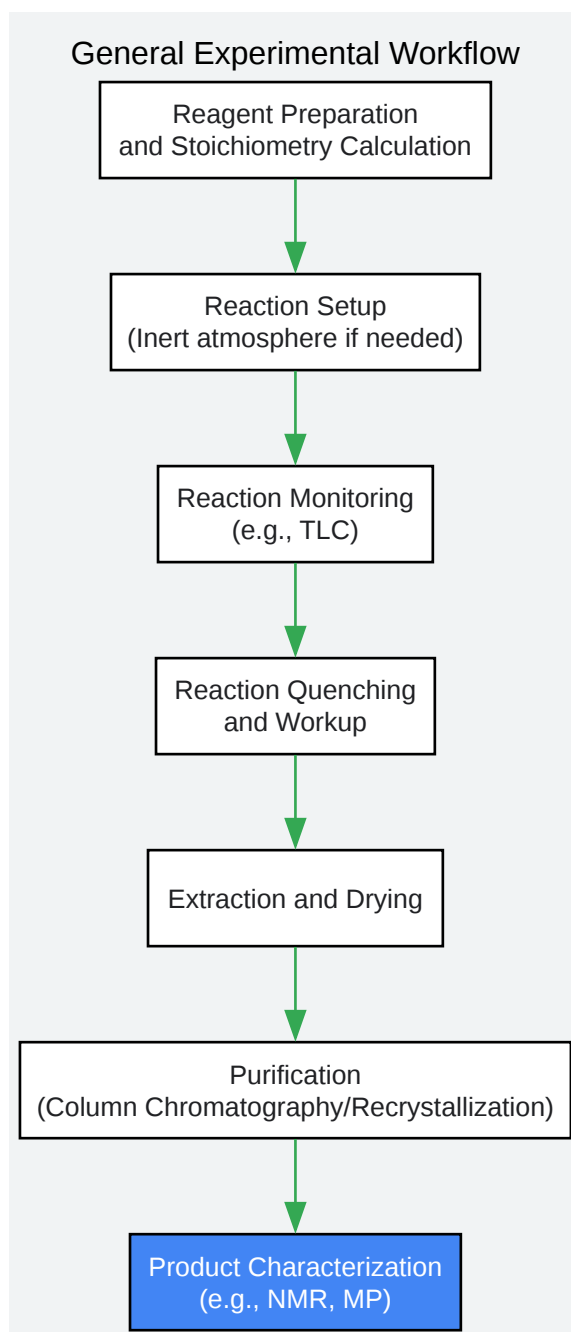 General Experimental Workflow
Reagent Preparation
and Stoichiometry Calculation
Reaction Setup
(Inert atmosphere if needed)
Reaction Monitoring
(e.g., TLC)
Reaction Quenching
and Workup
Extraction and Drying
Purification
(Column Chromatography/Recrystallization)
Product Characterization
(e.g., NMR, MP)